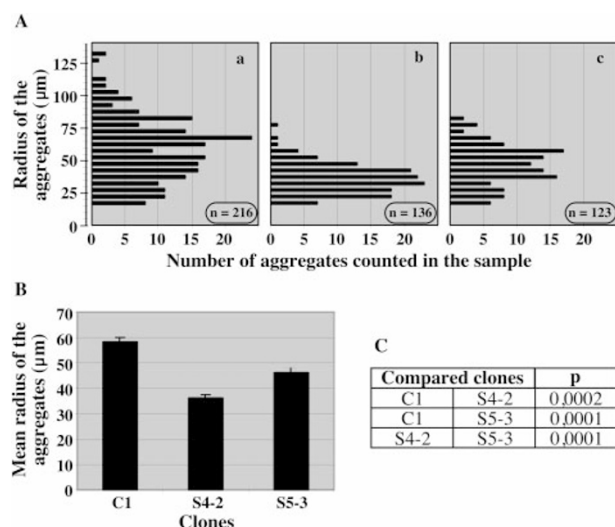 A
Radius of the
aggregates (µm)
125
100
75
50
25
0
a
n = 216
0 5 10 15 20
b
n = 136
0 5 10 15 20
c
n = 123
0 5 10 15 20
Number of aggregates counted in the sample
B
Mean radius of the
aggregates (µm)
70
60
50
40
30
20
10
0
C1 S4-2 S5-3
Clones
C
Compared clones p
C1 S4-2 0,0002
C1 S5-3 0,0001
S4-2 S5-3 0,0001